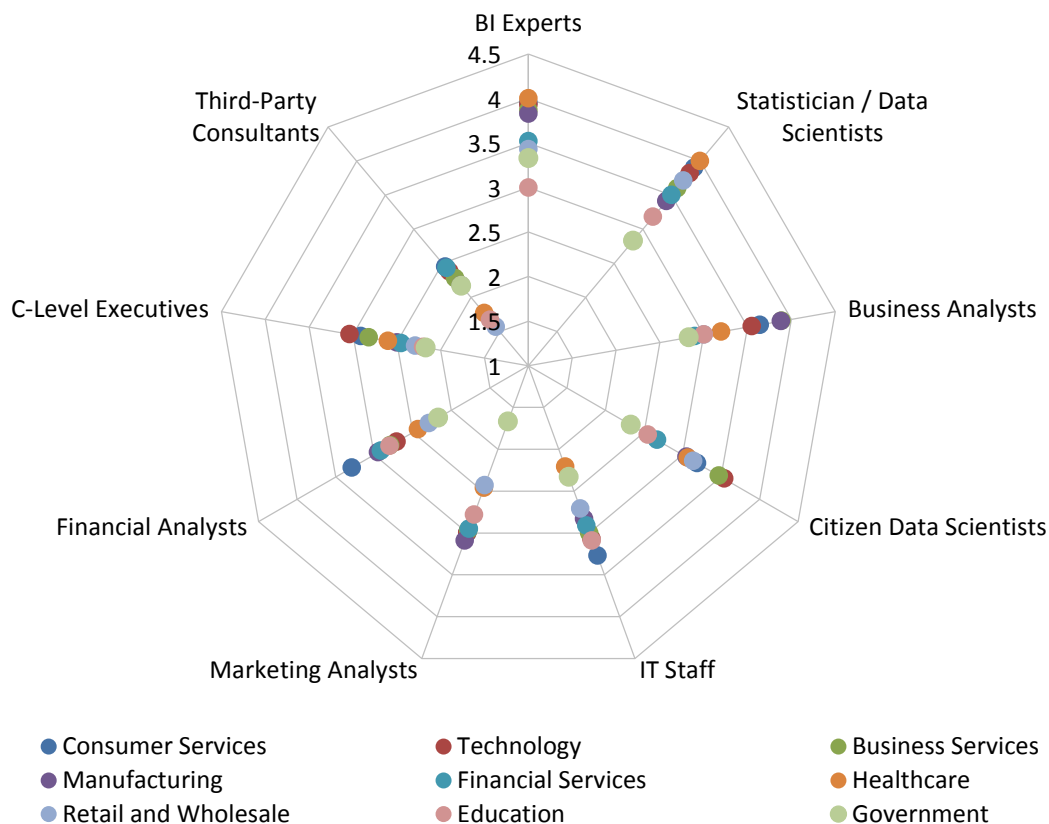 BI Experts
4.5
Third-Party
Consultants
Statistician / Data
Scientists
4
3.5
3
2.5
2
C-Level Executives
Business Analysts
1.5
1
Financial Analysts
Citizen Data Scientists
Marketing Analysts
IT Staff
Consumer Services
Technology
Business Services
Manufacturing
Financial Services
Healthcare
Retail and Wholesale
Education
Government